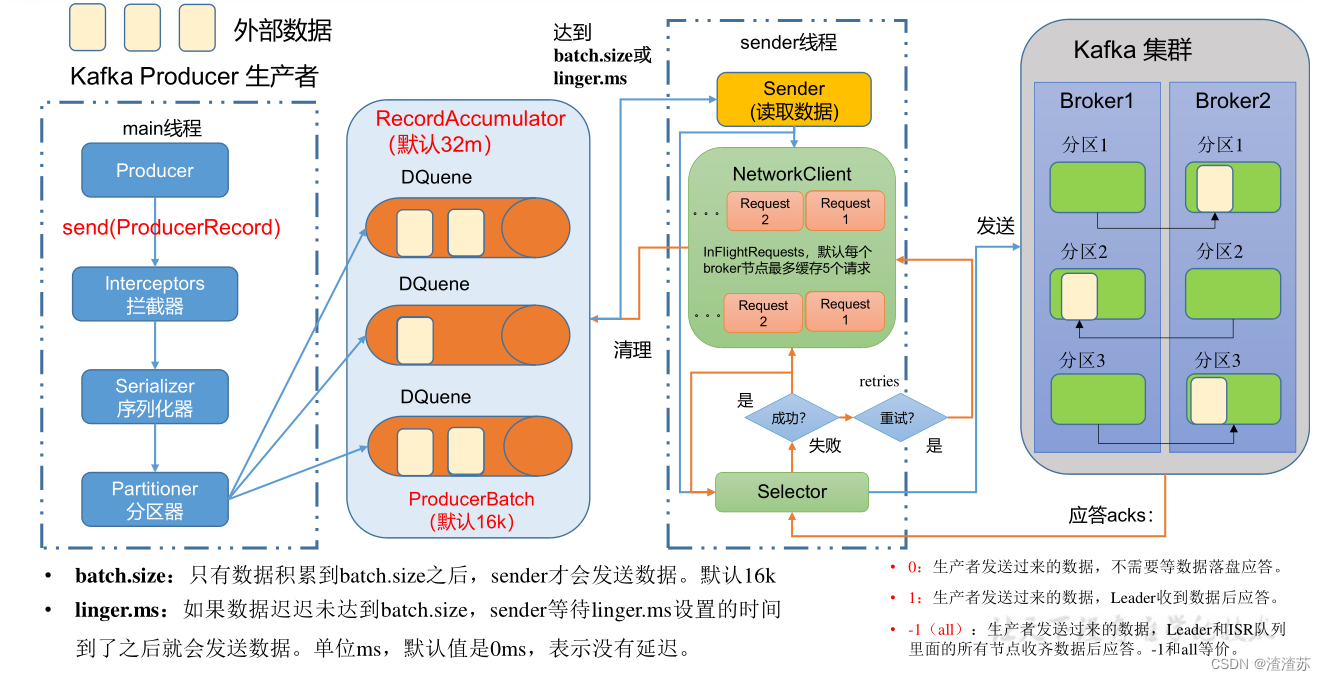 外部数据
Kafka Producer 生产者
main线程
Producer
send(ProducerRecord)
Interceptors
拦截器
Serializer
序列化器
Partitioner
分区器
RecordAccumulator
(默认32m)
DQuene
DQuene
DQuene
ProducerBatch
(默认16k)
达到
batch.size或
linger.ms
清理
sender线程
Sender
(读取数据)
NetworkClient
···
Request
2
Request
1
InFlightRequests，默认每个
broker节点最多缓存5个请求
···
Request
2
Request
1
是
成功?
失败
retries
重试?
是
Selector
发送
Kafka 集群
Broker1
分区1
分区2
分区3
Broker2
分区1
分区2
分区3
应答acks：
• batch.size：只有数据积累到batch.size之后，sender才会发送数据。默认16k
• linger.ms：如果数据迟迟未达到batch.size，sender等待linger.ms设置的时间
到了之后就会发送数据。单位ms，默认值是0ms，表示没有延迟。
• 0：生产者发送过来的数据，不需要等数据落盘应答。
• 1：生产者发送过来的数据，Leader收到数据后应答。
• -1（all）：生产者发送过来的数据，Leader和ISR队列
里面的所有节点收齐数据后应答。-1和all等价。
CSDN @渣渣苏